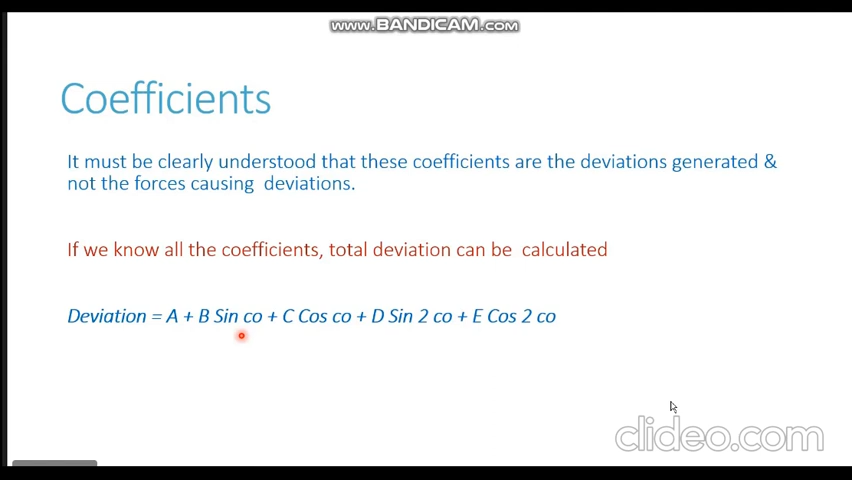 www.BANDICAM.com
Coefficients
It must be clearly understood that these coefficients are the deviations generated &
not the forces causing  deviations.
If we know all the coefficients, total deviation can be  calculated
Deviation = A + B Sin co + C Cos co + D Sin 2 co + E Cos 2 co
clideo.com